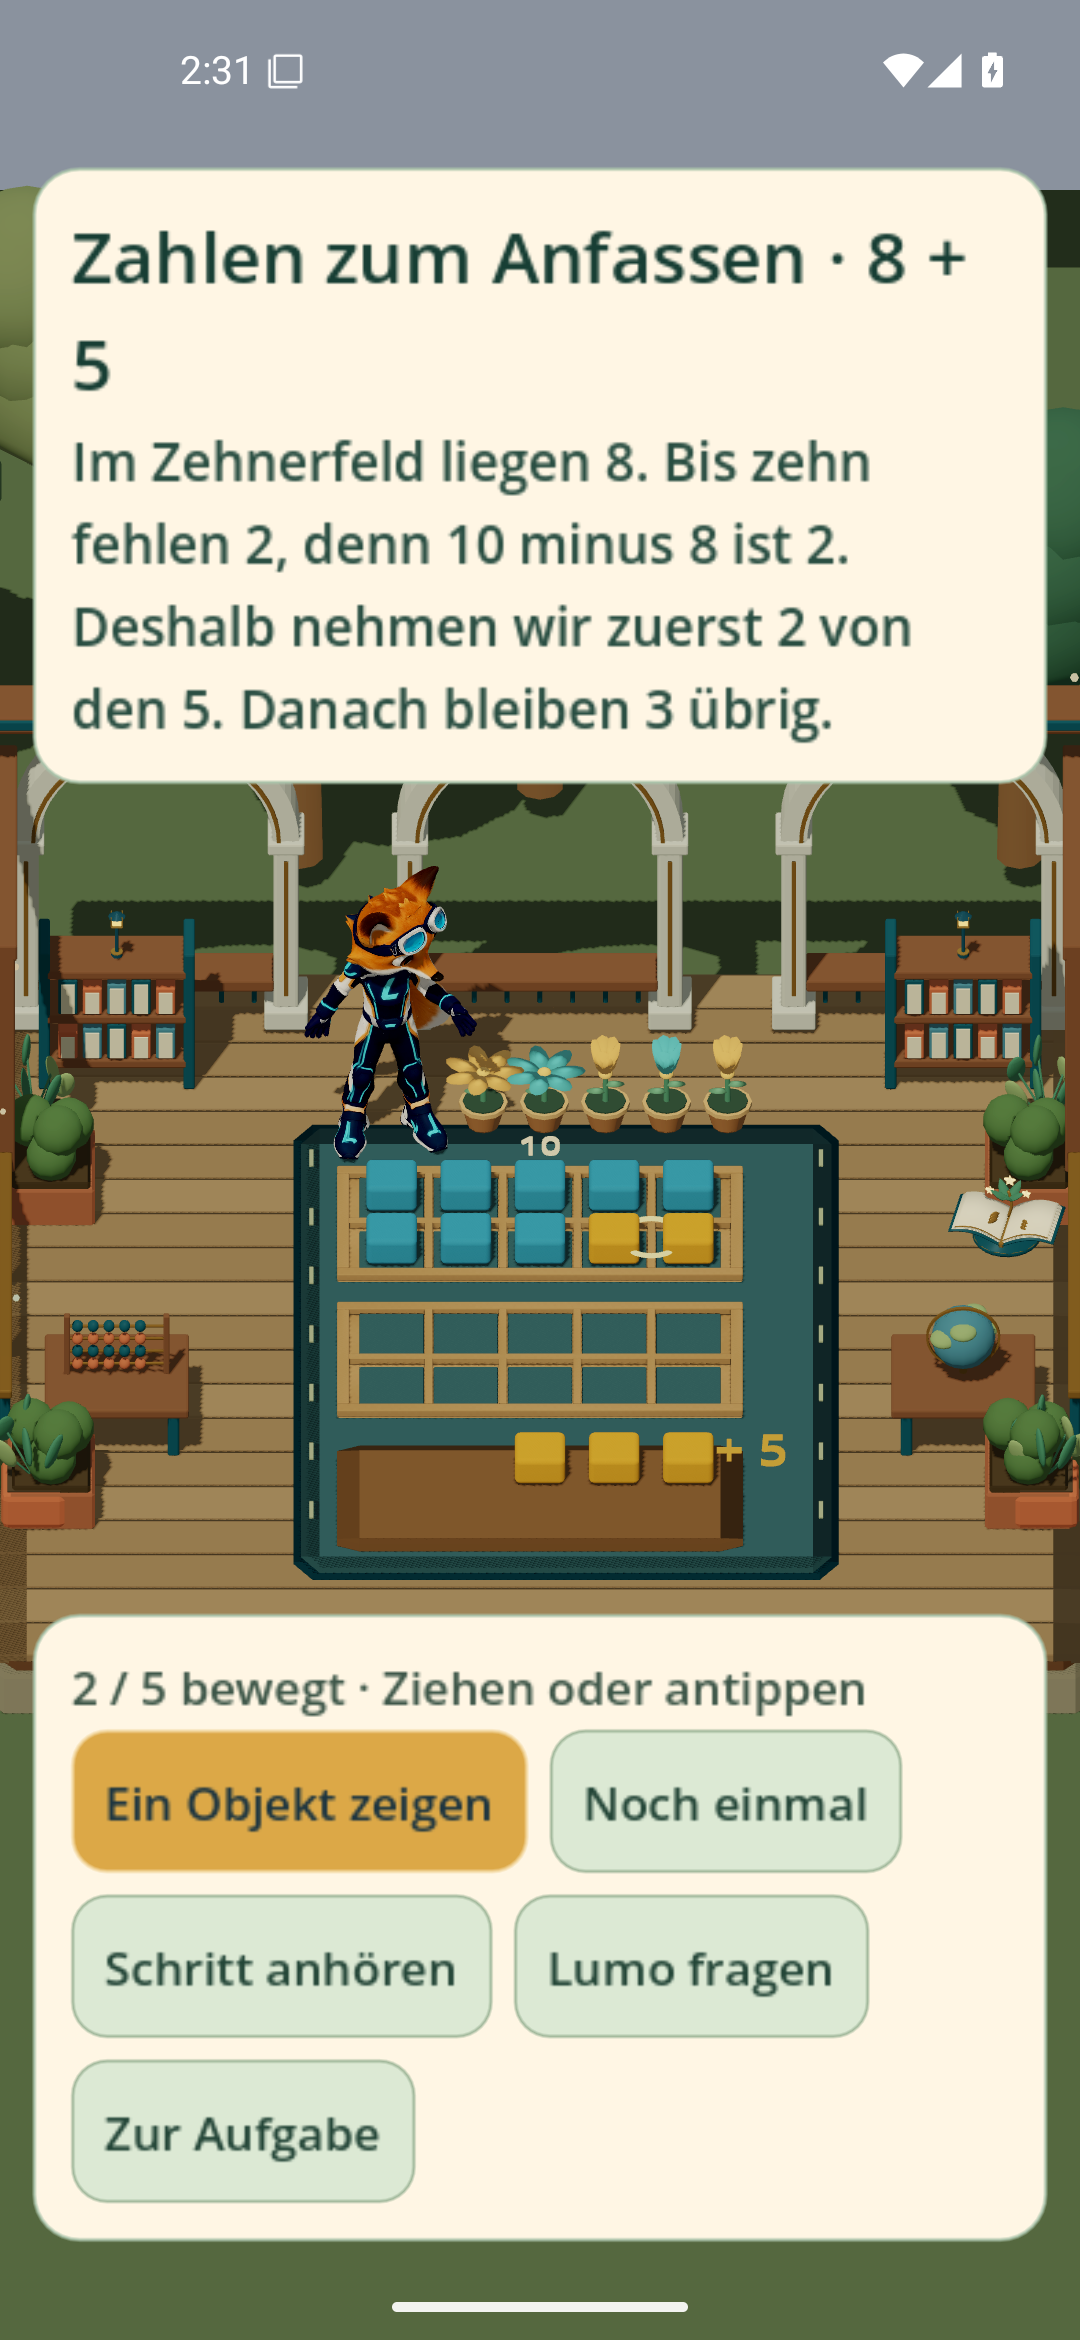 2:31
Zahlen zum Anfassen · 8 +
5
Im Zehnerfeld liegen 8. Bis zehn
fehlen 2, denn 10 minus 8 ist 2.
Deshalb nehmen wir zuerst 2 von
den 5. Danach bleiben 3 übrig.
10
+ 5
2 / 5 bewegt · Ziehen oder antippen
Ein Objekt zeigen
Noch einmal
Schritt anhören
Lumo fragen
Zur Aufgabe